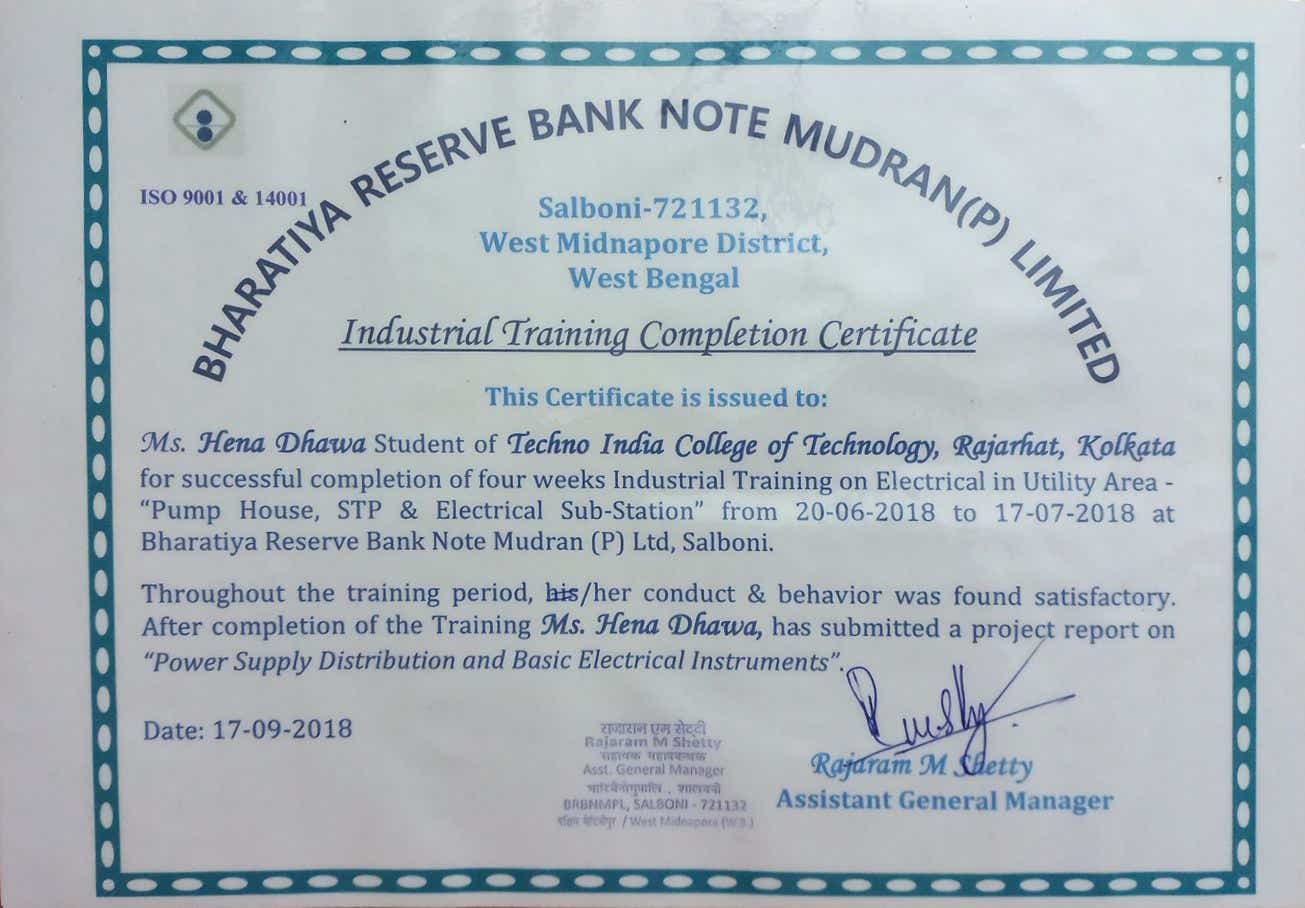 BHARATIYA RESERVE BANK NOTE MUDRAN(P) LIMITED
ISO 9001 & 14001
Salboni-721132,
West Midnapore District,
West Bengal
Industrial Training Completion Certificate
This Certificate is issued to:
Ms. Hena Dhawa Student of Techno India College of Technology, Rajarhat, Kolkata
for successful completion of four weeks Industrial Training on Electrical in Utility Area -
“Pump House, STP & Electrical Sub-Station” from 20-06-2018 to 17-07-2018 at
Bharatiya Reserve Bank Note Mudran (P) Ltd, Salboni.
Throughout the training period, his/her conduct & behavior was found satisfactory.
After completion of the Training Ms. Hena Dhawa, has submitted a project report on
“Power Supply Distribution and Basic Electrical Instruments”.
Date: 17-09-2018
राजाराम एम शेट्टी
Rajaram M Shetty
सहायक महाप्रबन्धक
Asst. General Manager
BRBNMPL, SALBONI - 721132
/ West Midnapore (W.B.)
Rajaram M Shetty
Assistant General Manager